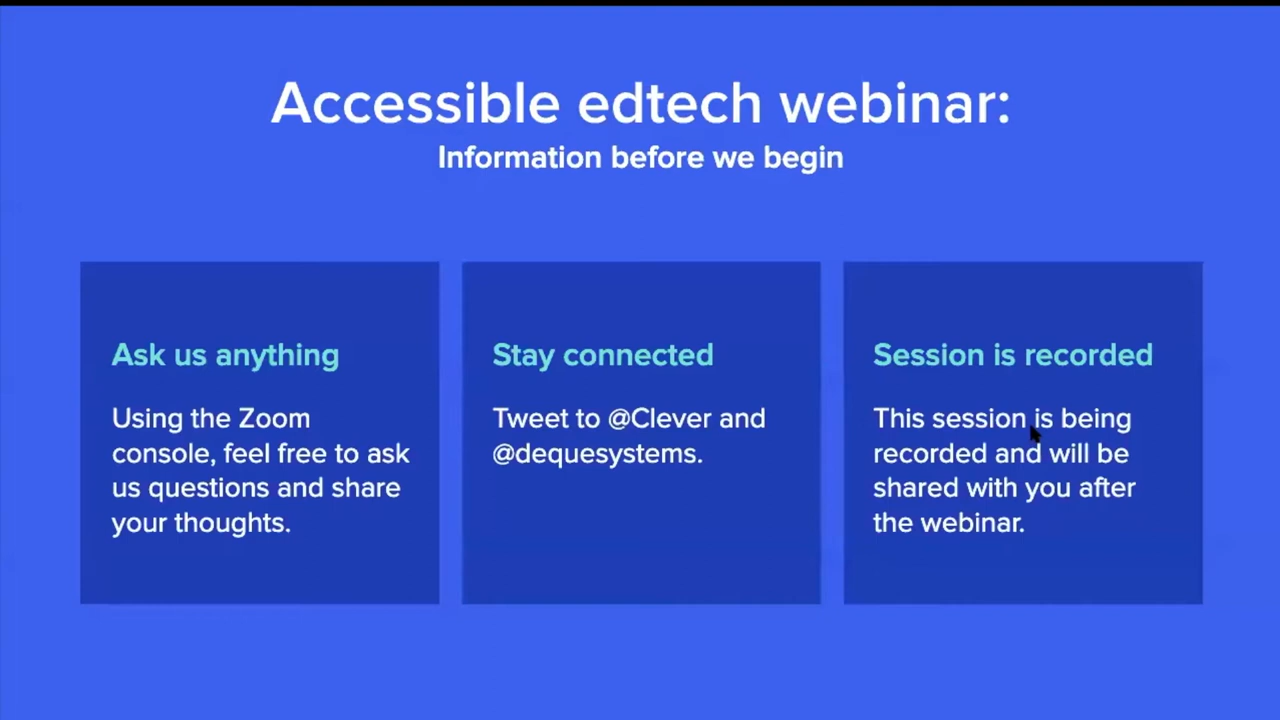 Accessible edtech webinar:
Information before we begin
Ask us anything
Using the Zoom
console, feel free to ask
us questions and share
your thoughts.
Stay connected
Tweet to @Clever and
@dequesystems.
Session is recorded
This session is being
recorded and will be
shared with you after
the webinar.